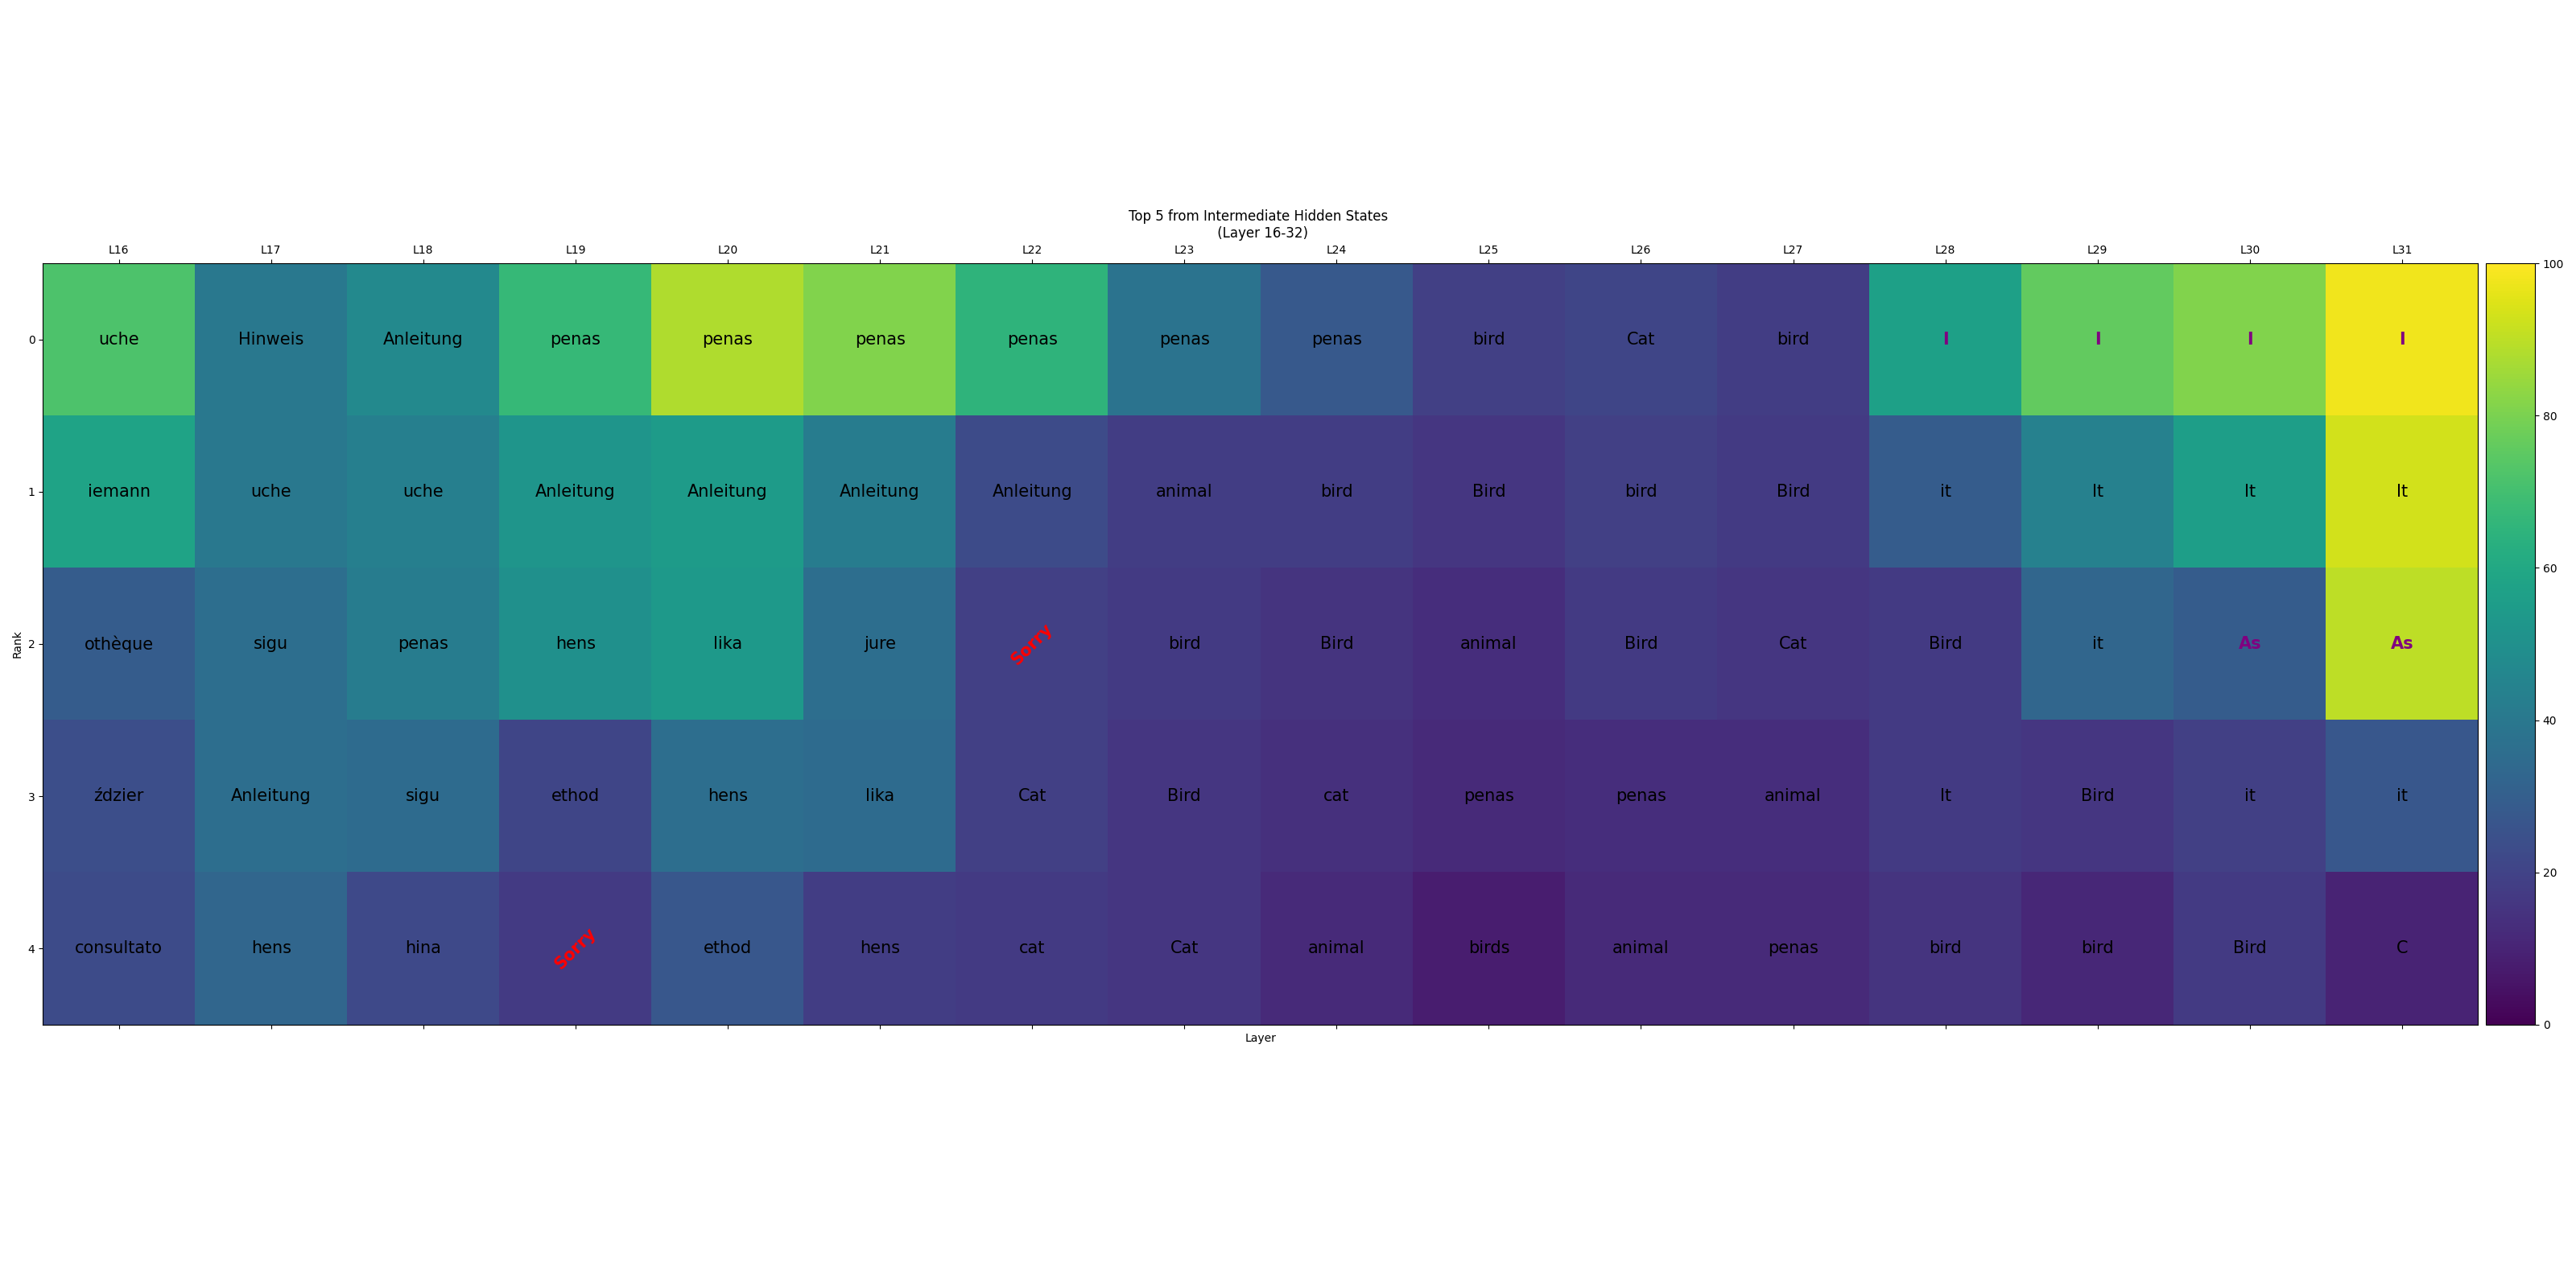 Top 5 from Intermediate Hidden States
(Layer 16-32)
L16 L17 L18 L19 L20 L21 L22 L23 L24 L25 L26 L27 L28 L29 L30 L31
100
0 uche Hinweis Anleitung penas penas penas penas penas penas bird Cat bird I I I I
80
1 iemann uche uche Anleitung Anleitung Anleitung Anleitung animal bird Bird bird Bird it It It It
60
Rank
2 othèque sigu penas hens lika jure Sorry bird Bird animal Bird Cat Bird it As As
40
3 ździer Anleitung sigu ethod hens lika Cat Bird cat penas penas animal It Bird it it
20
4 consultato hens hina Sorry ethod hens cat Cat animal birds animal penas bird bird Bird C
0
Layer